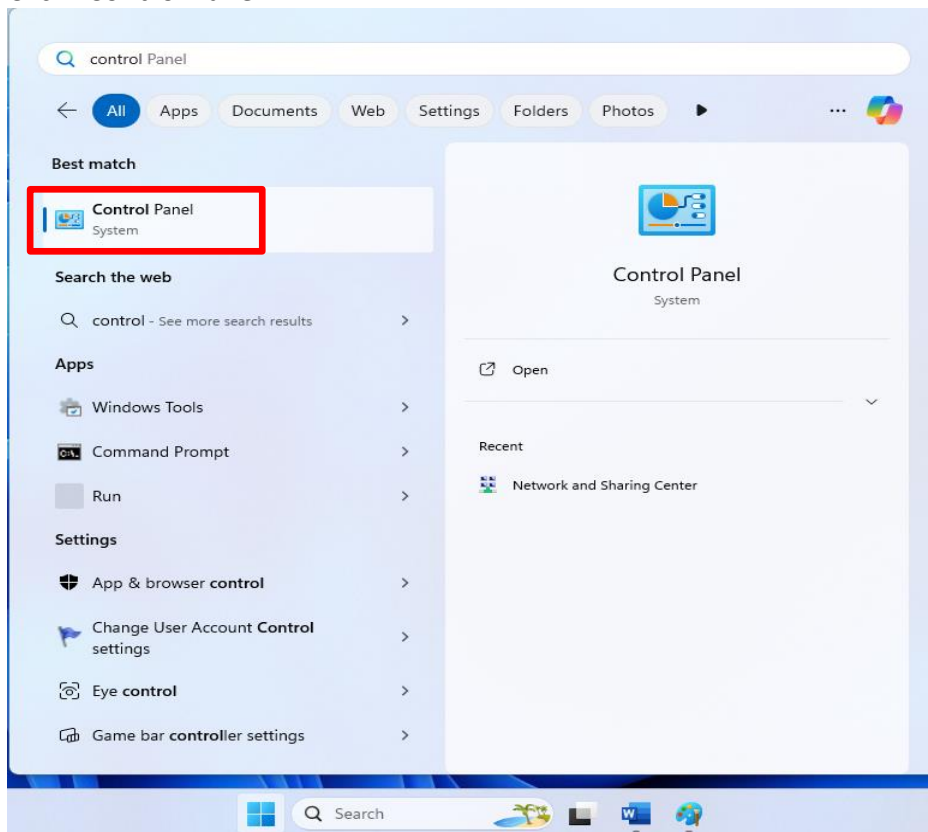 control Panel
All Apps Documents Web Settings Folders Photos
Best match
Control Panel
System
Search the web
control - See more search results
Apps
Windows Tools
Command Prompt
Run
Settings
App & browser control
Change User Account Control
settings
Eye control
Game bar controller settings
Control Panel
System
Open
Recent
Network and Sharing Center
Search